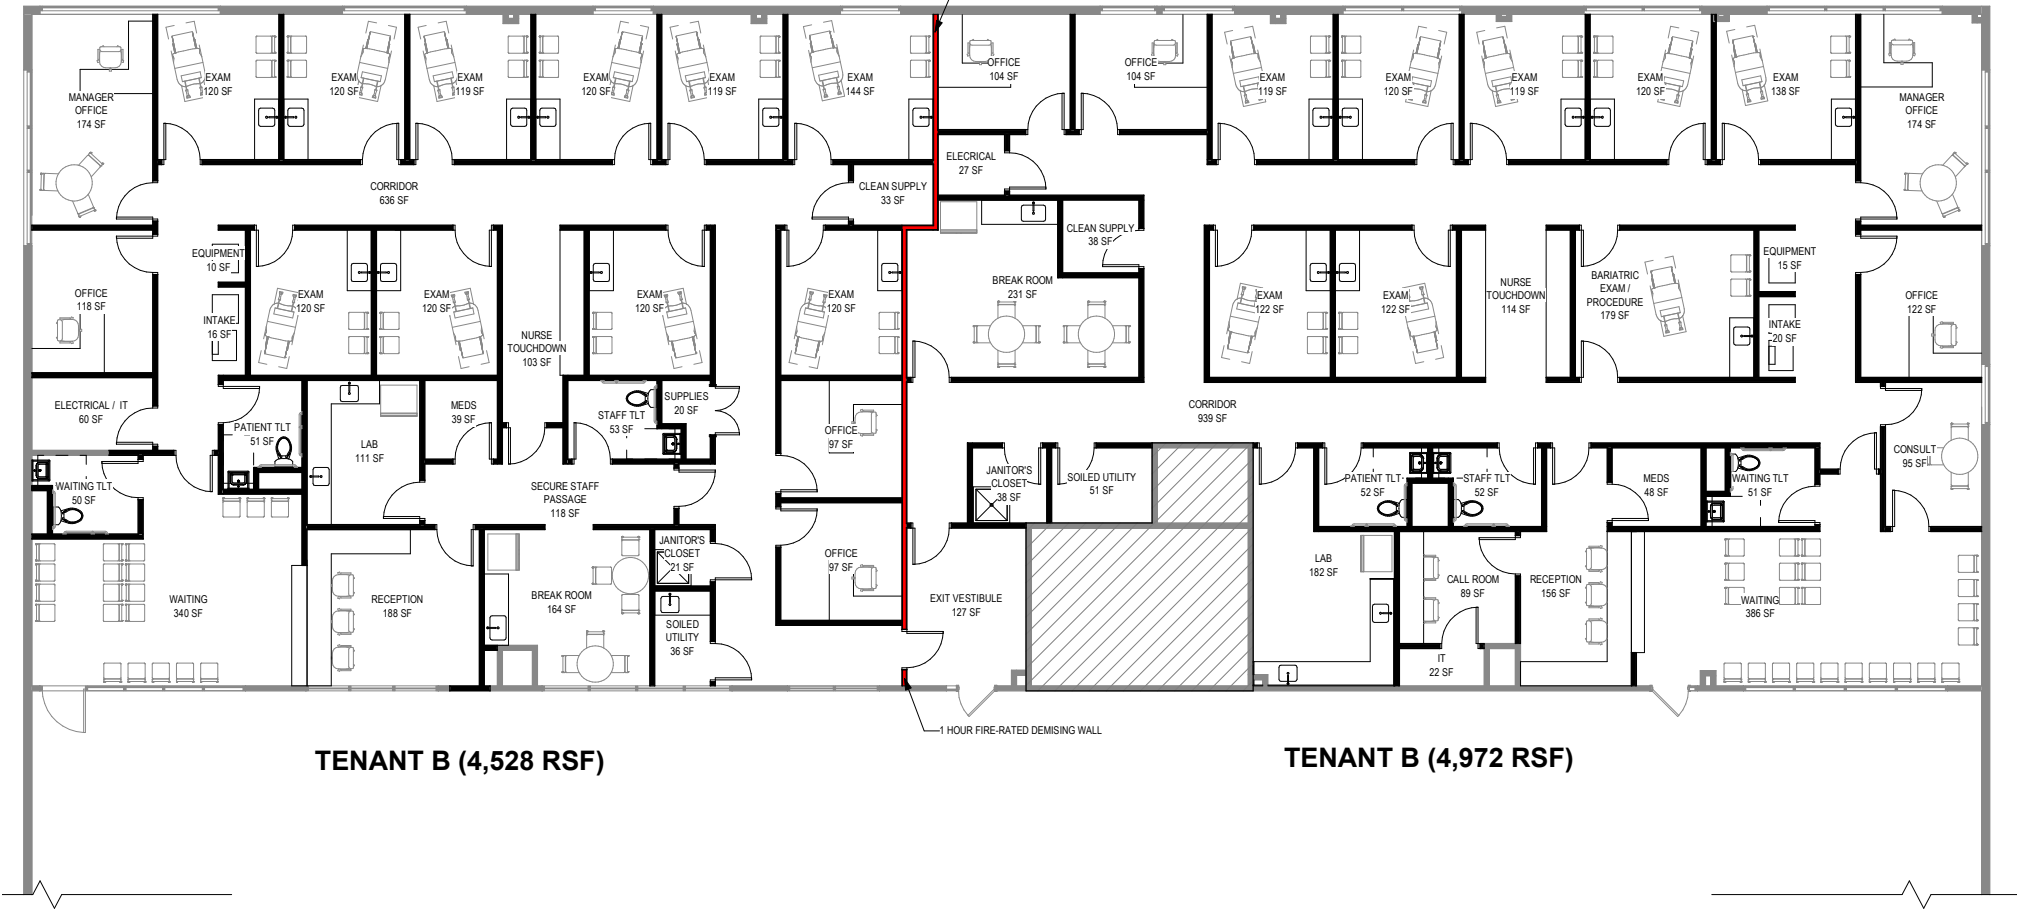 MANAGER
OFFICE
174 SF
EXAM
120 SF
EXAM
120 SF
EXAM
119 SF
EXAM
120 SF
EXAM
119 SF
EXAM
144 SF
OFFICE
104 SF
OFFICE
104 SF
EXAM
119 SF
EXAM
120 SF
EXAM
119 SF
EXAM
120 SF
EXAM
138 SF
MANAGER
OFFICE
174 SF
CORRIDOR
636 SF
CLEAN SUPPLY
33 SF
ELECRICAL
27 SF
CLEAN SUPPLY
38 SF
EQUIPMENT
10 SF
OFFICE
118 SF
INTAKE
16 SF
EXAM
120 SF
EXAM
120 SF
NURSE
TOUCHDOWN
103 SF
EXAM
120 SF
EXAM
120 SF
BREAK ROOM
231 SF
EXAM
122 SF
EXAM
122 SF
NURSE
TOUCHDOWN
114 SF
BARIATRIC
EXAM /
PROCEDURE
179 SF
EQUIPMENT
15 SF
INTAKE
20 SF
OFFICE
122 SF
ELECTRICAL / IT
60 SF
PATIENT TLT
51 SF
LAB
111 SF
MEDS
39 SF
STAFF TLT
53 SF
SUPPLIES
20 SF
OFFICE
97 SF
CORRIDOR
939 SF
CONSULT
95 SF
WAITING TLT
50 SF
SECURE STAFF
PASSAGE
118 SF
JANITOR'S
CLOSET
38 SF
SOILED UTILITY
51 SF
PATIENT TLT
52 SF
STAFF TLT
52 SF
MEDS
48 SF
WAITING TLT
51 SF
WAITING
340 SF
RECEPTION
188 SF
BREAK ROOM
164 SF
JANITOR'S
CLOSET
21 SF
SOILED
UTILITY
36 SF
OFFICE
97 SF
EXIT VESTIBULE
127 SF
LAB
182 SF
CALL ROOM
89 SF
IT
22 SF
RECEPTION
156 SF
WAITING
386 SF
1 HOUR FIRE-RATED DEMISING WALL
TENANT B (4,528 RSF)
TENANT B (4,972 RSF)